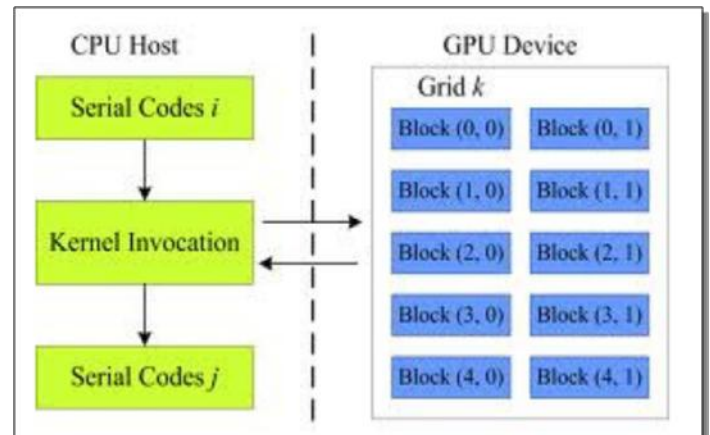 CPU Host
GPU Device
Serial Codes i
Kernel Invocation
Serial Codes j
Grid k
Block (0, 0) Block (0, 1)
Block (1, 0) Block (1, 1)
Block (2, 0) Block (2, 1)
Block (3, 0) Block (3, 1)
Block (4, 0) Block (4, 1)